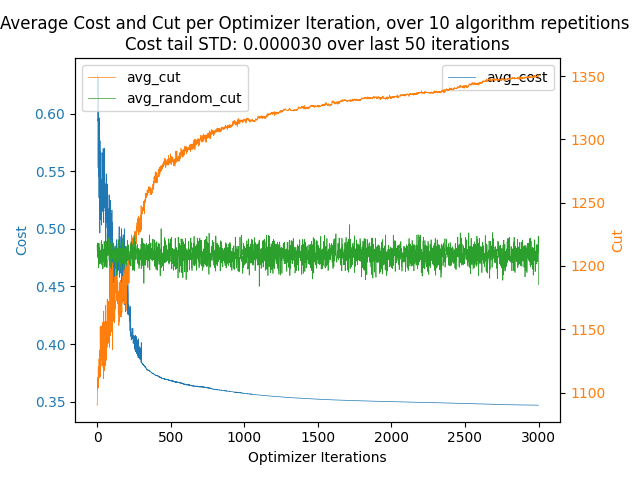 Average Cost and Cut per Optimizer Iteration, over 10 algorithm repetitions
Cost tail STD: 0.000030 over last 50 iterations
avg_cut
avg_random_cut
avg_cost
0.60
0.55
0.50
0.45
0.40
0.35
Cost
1350
1300
1250
1200
1150
1100
Cut
0
500
1000
1500
2000
2500
3000
Optimizer Iterations